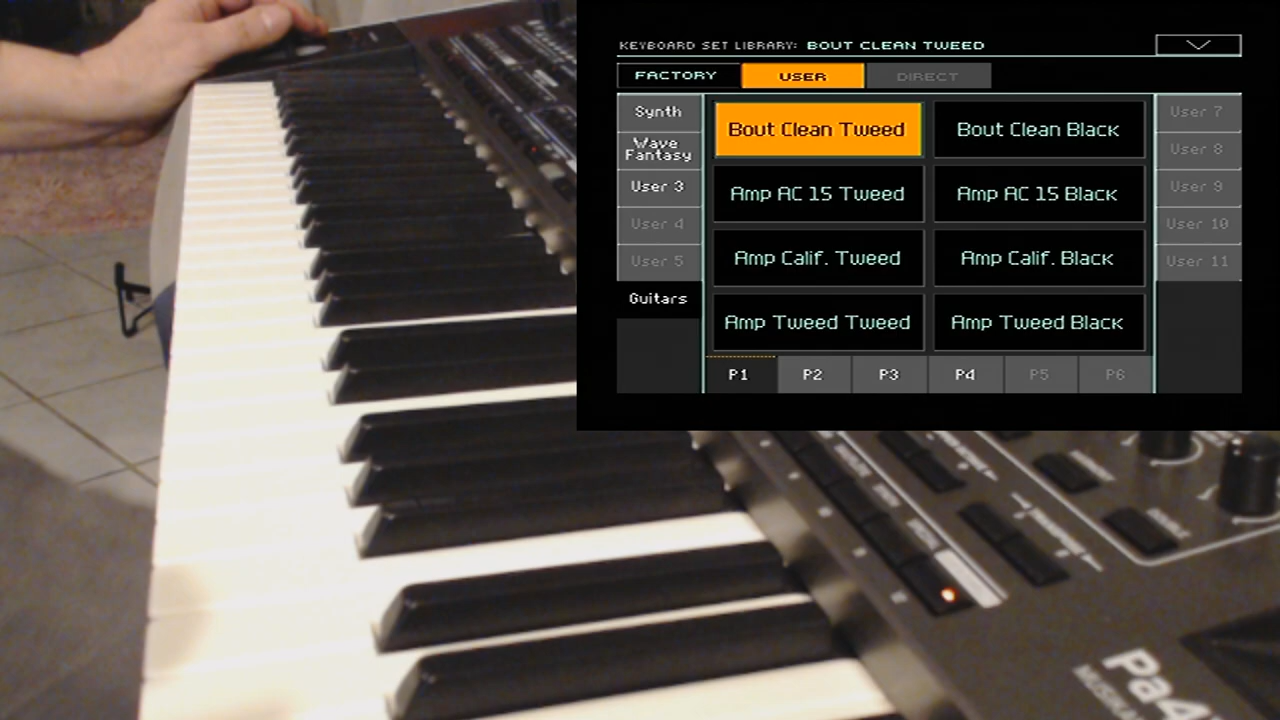 KEYBOARD SET LIBRARY: BOUT CLEAN TWEED
FACTORY
USER
DIRECT
Synth
Wave
Fantasy
User 3
User 4
User 5
Guitars
Bout Clean Tweed
Bout Clean Black
Amp AC 15 Tweed
Amp AC 15 Black
Amp Calif. Tweed
Amp Calif. Black
Amp Tweed Tweed
Amp Tweed Black
User 7
User 8
User 9
User 10
User 11
P1
P2
P3
P4
P5
P6